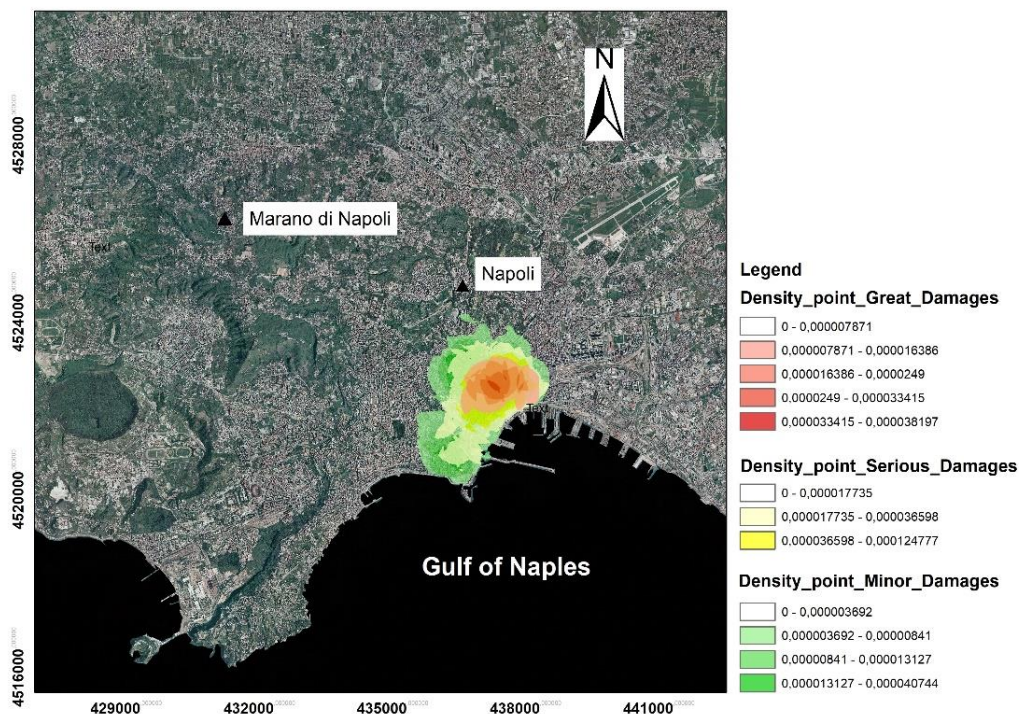 N
Marano di Napoli
Text
Napoli
Text
Gulf of Naples
4528000
4524000
4520000
4516000
429000
432000
435000
438000
441000
Legend
Density_point_Great_Damages
0 - 0,000007871
0,000007871 - 0,000016386
0,000016386 - 0,0000249
0,0000249 - 0,000033415
0,000033415 - 0,000038197
Density_point_Serious_Damages
0 - 0,000017735
0,000017735 - 0,000036598
0,000036598 - 0,000124777
Density_point_Minor_Damages
0 - 0,000003692
0,000003692 - 0,00000841
0,00000841 - 0,000013127
0,000013127 - 0,000040744